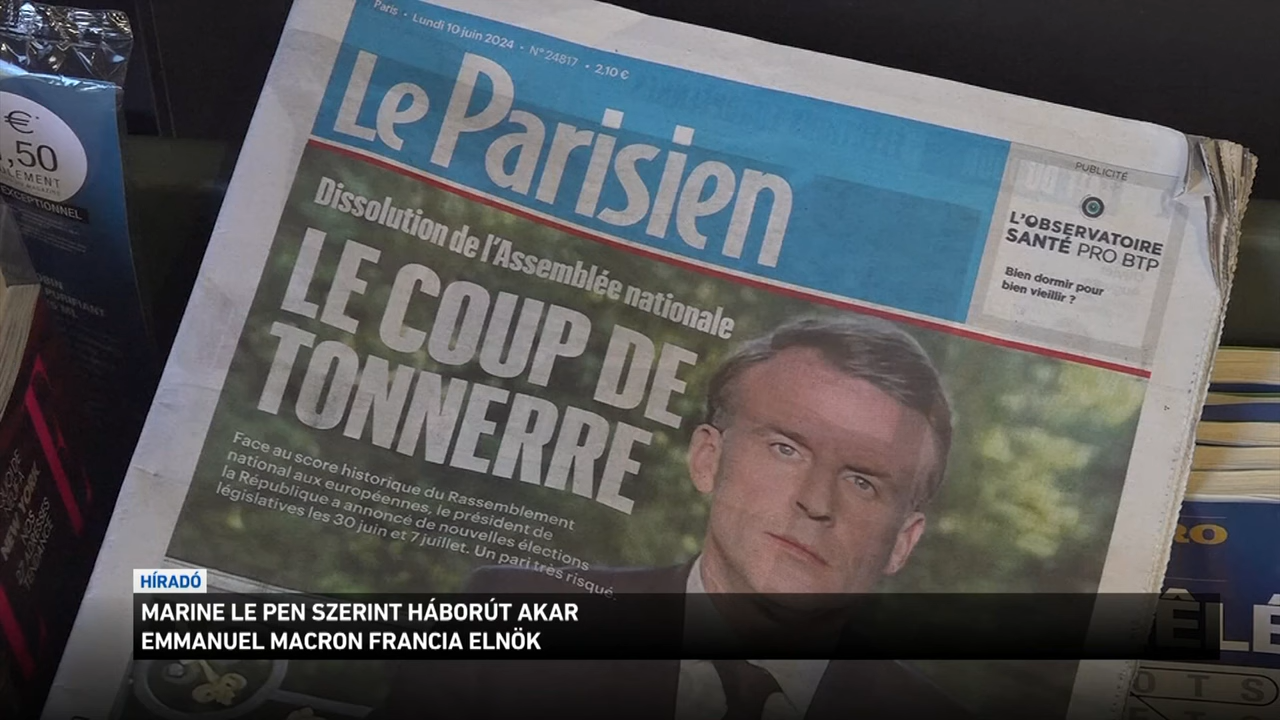 Paris • Lundi 10 juin 2024 • N° 24817 • 2,10 €
Le Parisien
PUBLICITÉ
L'OBSERVATOIRE
SANTÉ PRO BTP
Bien dormir pour
bien vieillir ?
Dissolution de l'Assemblée nationale
LE COUP DE
TONNERRE
Face au score historique du Rassemblement
national aux européennes, le président de
la République a annoncé de nouvelles élections
législatives les 30 juin et 7 juillet. Un pari très risqué.
€
,50
EXCEPTIONNEL
PURIFIANT
NEW YORK
HÍRADÓ
MARINE LE PEN SZERINT HÁBORÚT AKAR
EMMANUEL MACRON FRANCIA ELNÖK